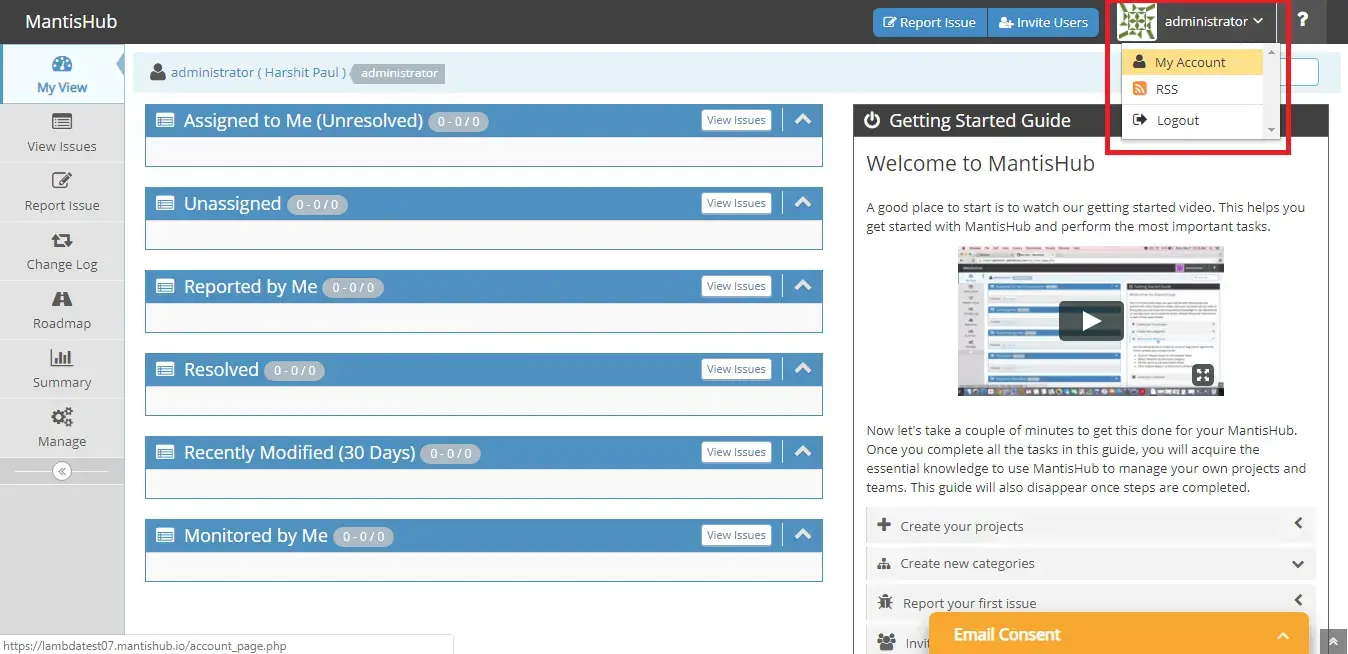 MantisHub
Report Issue
Invite Users
administrator
?
My Account
RSS
Logout
My View
View Issues
Report Issue
Change Log
Roadmap
Summary
Manage
administrator ( Harshit Paul )
administrator
Assigned to Me (Unresolved) 0 - 0 / 0
View Issues
Unassigned 0 - 0 / 0
View Issues
Reported by Me 0 - 0 / 0
View Issues
Resolved 0 - 0 / 0
View Issues
Recently Modified (30 Days) 0 - 0 / 0
View Issues
Monitored by Me 0 - 0 / 0
View Issues
Getting Started Guide
Welcome to MantisHub
A good place to start is to watch our getting started video. This helps you
get started with MantisHub and perform the most important tasks.
Now let's take a couple of minutes to get this done for your MantisHub.
Once you complete all the tasks in this guide, you will acquire the
essential knowledge to use MantisHub to manage your own projects and
teams. This guide will also disappear once steps are completed.
Create your projects
Create new categories
Report your first issue
Email Consent
https://lambdatest07.mantishub.io/account_page.php